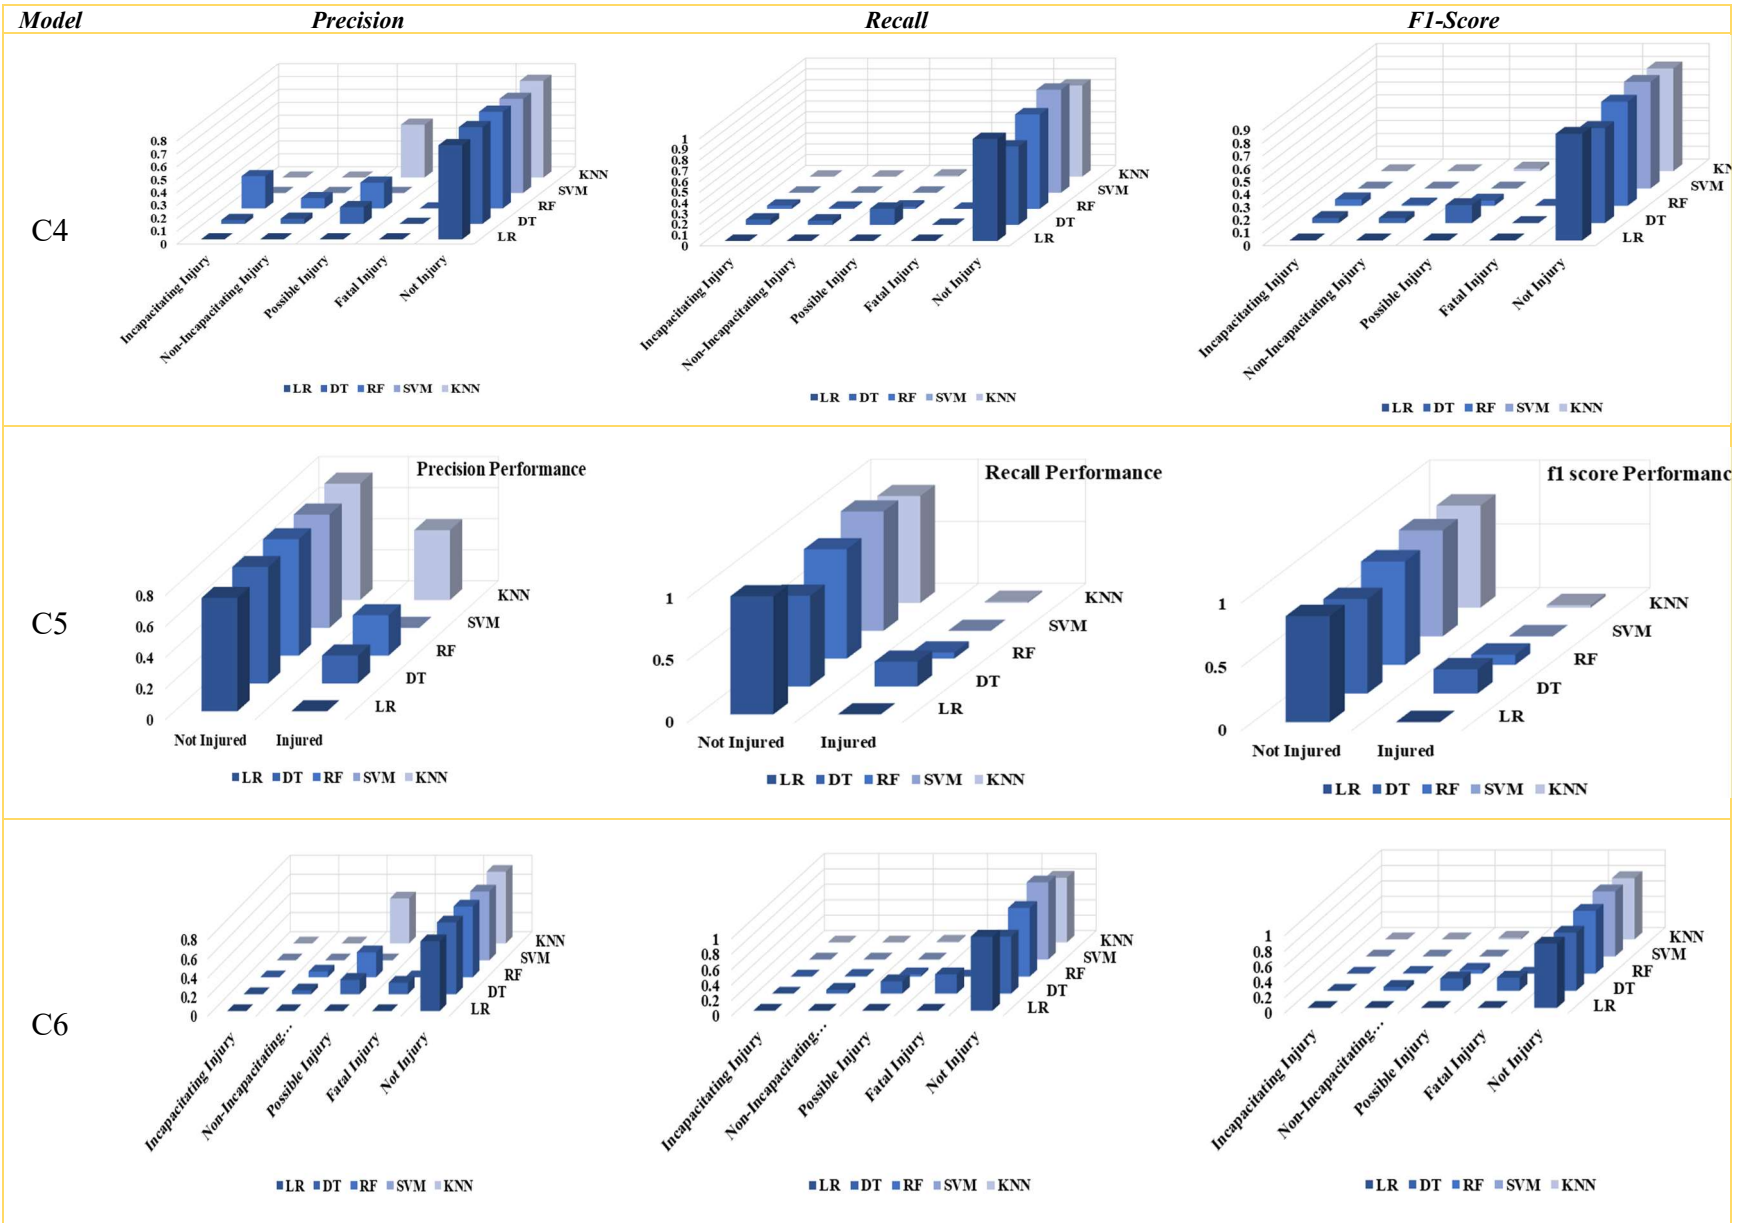 Model Precision Recall F1-Score
C4
0.8
0.7
0.6
0.5
0.4
0.3
0.2
0.1
0
KNN
SVM
RF
DT
LR
Incapacitating Injury
Non-Incapacitating Injury
Possible Injury
Fatal Injury
Not Injury
LR DT RF SVM KNN
1
0.9
0.8
0.7
0.6
0.5
0.4
0.3
0.2
0.1
0
KNN
SVM
RF
DT
LR
Incapacitating Injury
Non-Incapacitating Injury
Possible Injury
Fatal Injury
Not Injury
LR DT RF SVM KNN
0.9
0.8
0.7
0.6
0.5
0.4
0.3
0.2
0.1
0
KN
SVM
RF
DT
LR
Incapacitating Injury
Non-Incapacitating Injury
Possible Injury
Fatal Injury
Not Injury
LR DT RF SVM KNN
C5
Precision Performance
0.8
0.6
0.4
0.2
0
KNN
SVM
RF
DT
LR
Not Injured Injured
LR DT RF SVM KNN
Recall Performance
1
0.5
0
KNN
SVM
RF
DT
LR
Not Injured Injured
LR DT RF SVM KNN
f1 score Performanc
1
0.5
0
KNN
SVM
RF
DT
LR
Not Injured Injured
LR DT RF SVM KNN
C6
0.8
0.6
0.4
0.2
0
KNN
SVM
RF
DT
LR
Incapacitating Injury
Non-Incapacitating...
Possible Injury
Fatal Injury
Not Injury
LR DT RF SVM KNN
1
0.8
0.6
0.4
0.2
0
KNN
SVM
RF
DT
LR
Incapacitating Injury
Non-Incapacitating...
Possible Injury
Fatal Injury
Not Injury
LR DT RF SVM KNN
1
0.8
0.6
0.4
0.2
0
KNN
SVM
RF
DT
LR
Incapacitating Injury
Non-Incapacitating...
Possible Injury
Fatal Injury
Not Injury
LR DT RF SVM KNN